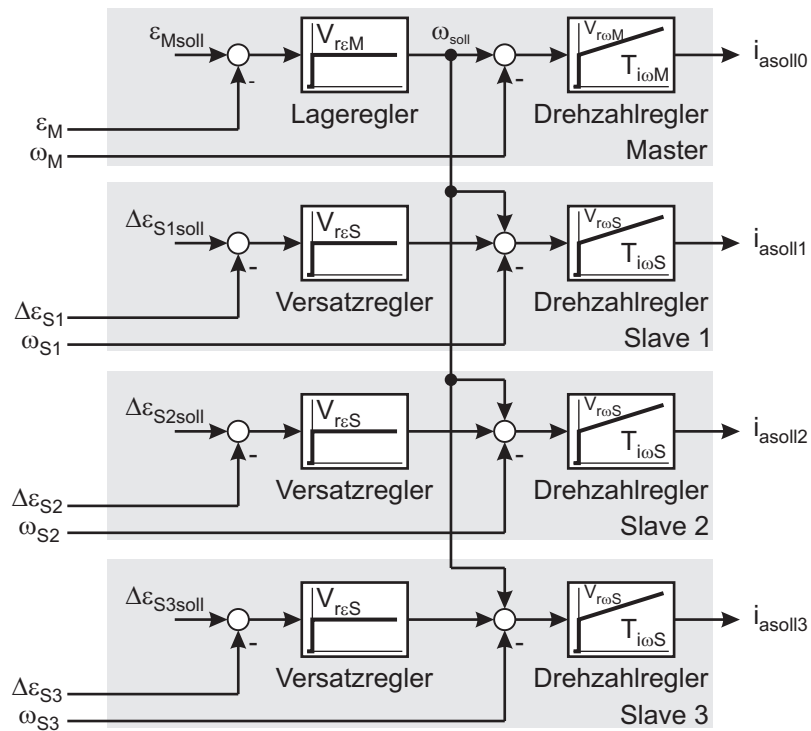 εMsoll
-
VrεM
Lageregler
ωsoll
-
VrωM
TiωM
Drehzahlregler
iasoll0
εM
ωM
Master
ΔεS1soll
-
VrεS
Versatzregler
-
VrωS
TiωS
Drehzahlregler
iasoll1
ΔεS1
ωS1
Slave 1
ΔεS2soll
-
VrεS
Versatzregler
-
VrωS
TiωS
Drehzahlregler
iasoll2
ΔεS2
ωS2
Slave 2
ΔεS3soll
-
VrεS
Versatzregler
-
VrωS
TiωS
Drehzahlregler
iasoll3
ΔεS3
ωS3
Slave 3